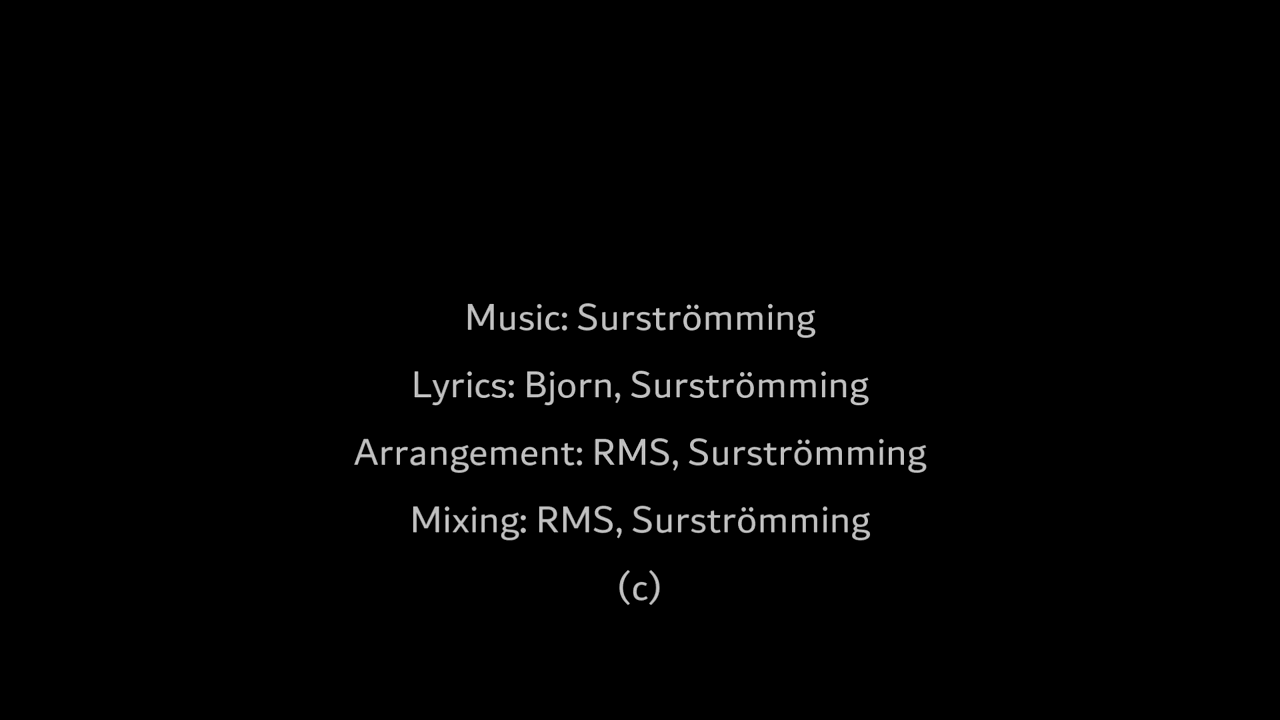 Music: Surströmming
Lyrics: Bjorn, Surströmming
Arrangement: RMS, Surströmming
Mixing: RMS, Surströmming
(c)